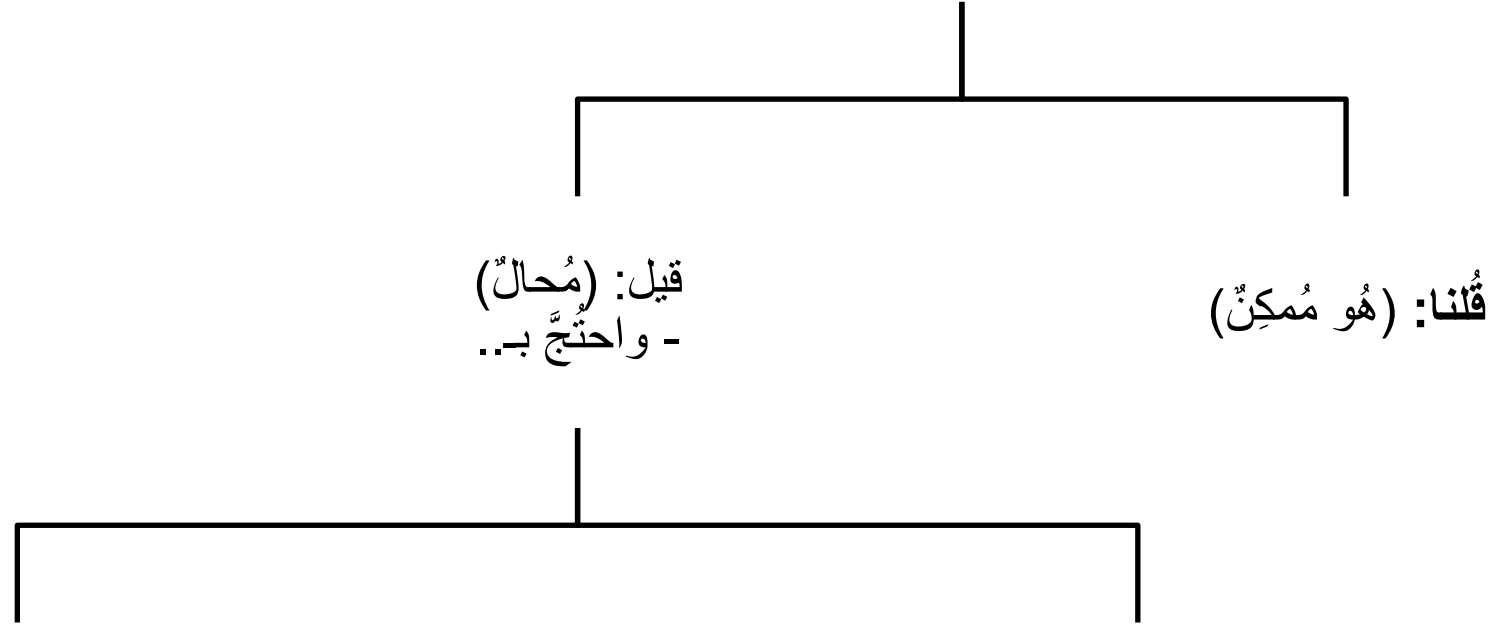 قُلنا: (هُو مُمكِنٌ)
قيل: (مُحالٌ)
- واحتُجَّ بـ..